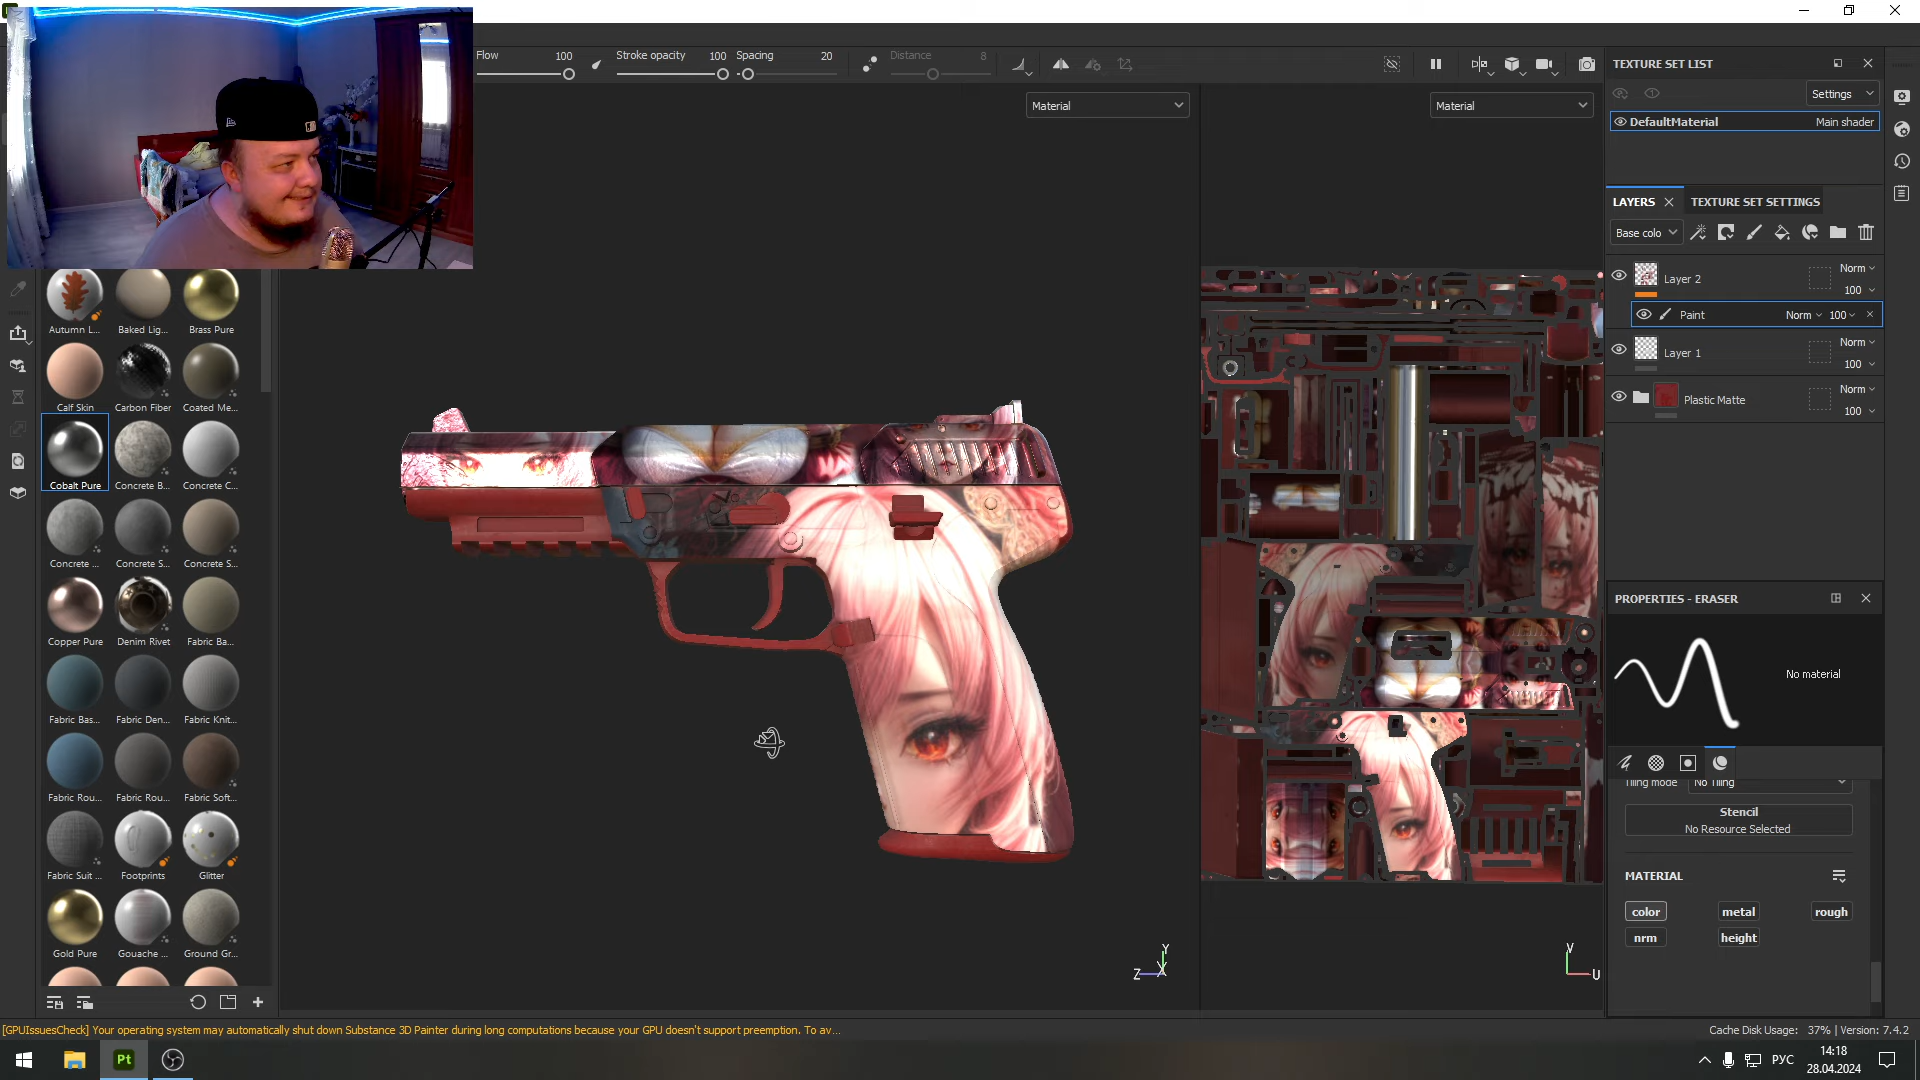 Flow 100 Stroke opacity 100 Spacing 20 Distance 8
Material
Material
TEXTURE SET LIST
Settings
DefaultMaterial Main shader
LAYERS TEXTURE SET SETTINGS
Base colo
Layer 2 Norm 100
Paint Norm 100
Layer 1 Norm 100
Plastic Matte Norm 100
Autumn L... Baked Lig... Brass Pure
Calf Skin Carbon Fiber Coated Me...
Cobalt Pure Concrete B... Concrete C...
Concrete ... Concrete S... Concrete S...
Copper Pure Denim Rivet Fabric Ba...
Fabric Bas... Fabric Den... Fabric Knit...
Fabric Rou... Fabric Rou... Fabric Soft...
Fabric Suit ... Footprints Glitter
Gold Pure Gouache ... Ground Gr...
Y
Z X
V
U
PROPERTIES - ERASER
No material
Tiling mode No Tiling
Stencil
No Resource Selected
MATERIAL
color metal rough
nrm height
[GPUIssuesCheck] Your operating system may automatically shut down Substance 3D Painter during long computations because your GPU doesn't support preemption. To av...
Cache Disk Usage: 37% | Version: 7.4.2
Pt
РУС
14:18
28.04.2024